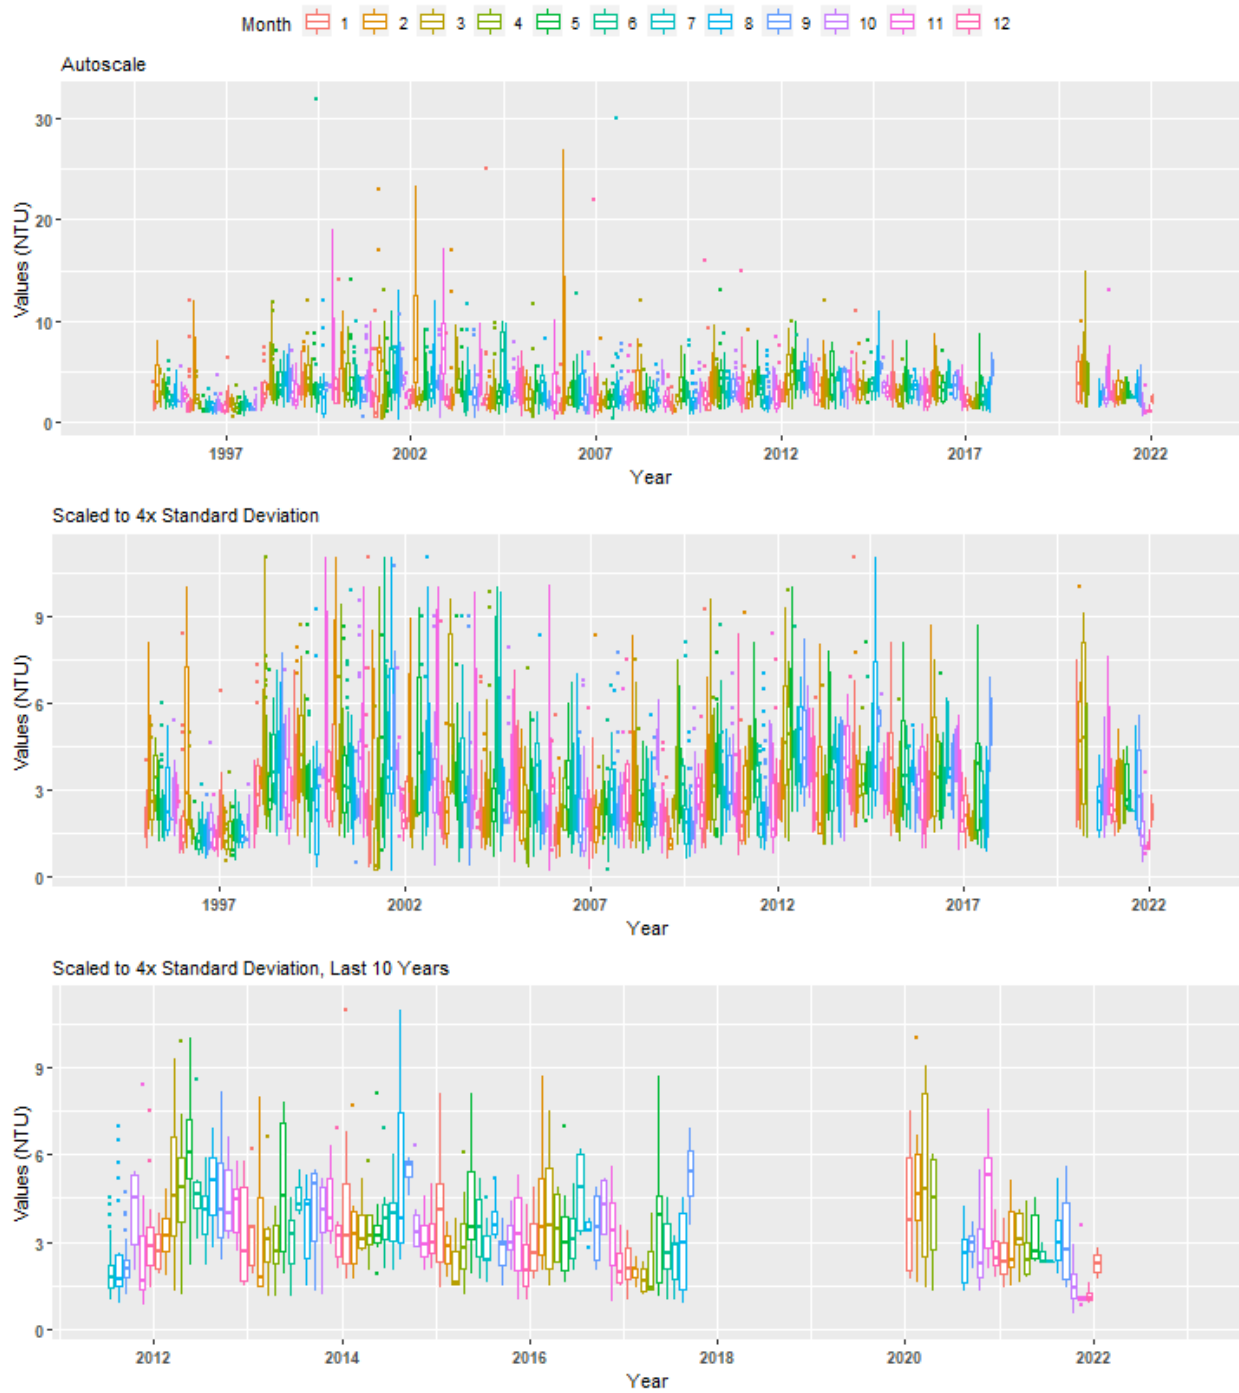 Month 1 2 3 4 5 6 7 8 9 10 11 12
Autoscale
30
20
10
0
Values (NTU)
1997 2002 2007 2012 2017 2022
Year
Scaled to 4x Standard Deviation
9
6
3
0
Values (NTU)
1997 2002 2007 2012 2017 2022
Year
Scaled to 4x Standard Deviation, Last 10 Years
9
6
3
0
Values (NTU)
2012 2014 2016 2018 2020 2022
Year